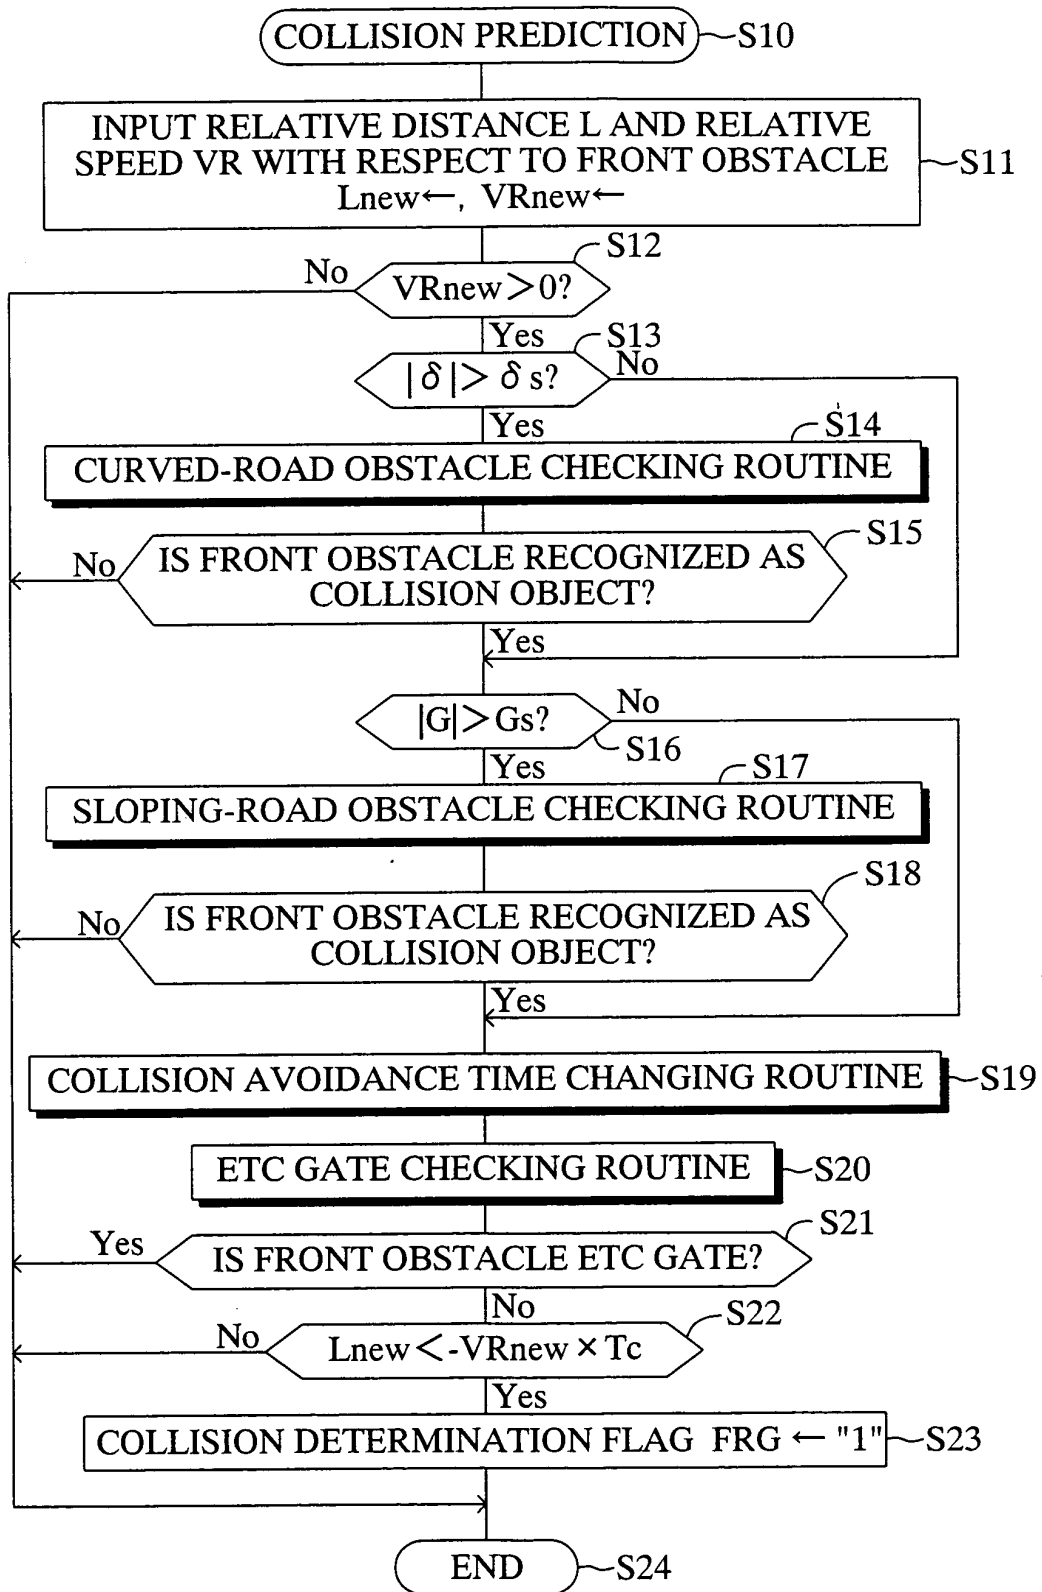 COLLISION PREDICTION
S10
INPUT RELATIVE DISTANCE L AND RELATIVE
SPEED VR WITH RESPECT TO FRONT OBSTACLE
Lnew←, VRnew←
S11
S12
No
VRnew>0?
Yes
S13
|δ|>δs?
No
Yes
S14
CURVED-ROAD OBSTACLE CHECKING ROUTINE
S15
No
IS FRONT OBSTACLE RECOGNIZED AS
COLLISION OBJECT?
Yes
|G|>Gs?
No
S16
Yes
S17
SLOPING-ROAD OBSTACLE CHECKING ROUTINE
S18
No
IS FRONT OBSTACLE RECOGNIZED AS
COLLISION OBJECT?
Yes
COLLISION AVOIDANCE TIME CHANGING ROUTINE
S19
ETC GATE CHECKING ROUTINE
S20
S21
Yes
IS FRONT OBSTACLE ETC GATE?
No
S22
No
Lnew<-VRnew×Tc
Yes
COLLISION DETERMINATION FLAG FRG ← "1"
S23
END
S24